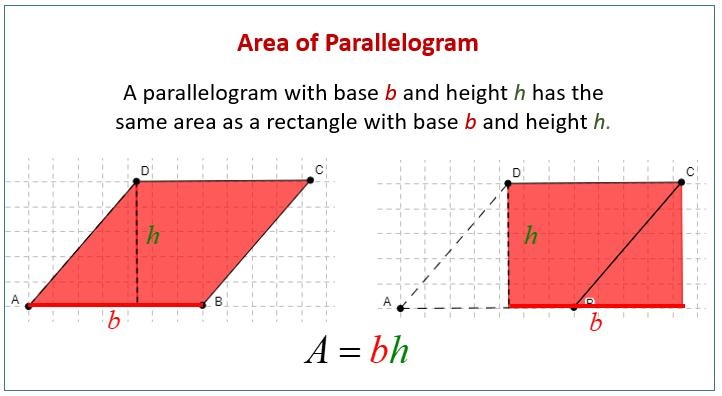 Area of Parallelogram
A parallelogram with base b and height h has the
same area as a rectangle with base b and height h.
D
C
h
A
B
b
D
C
h
A
B
b
A = bh